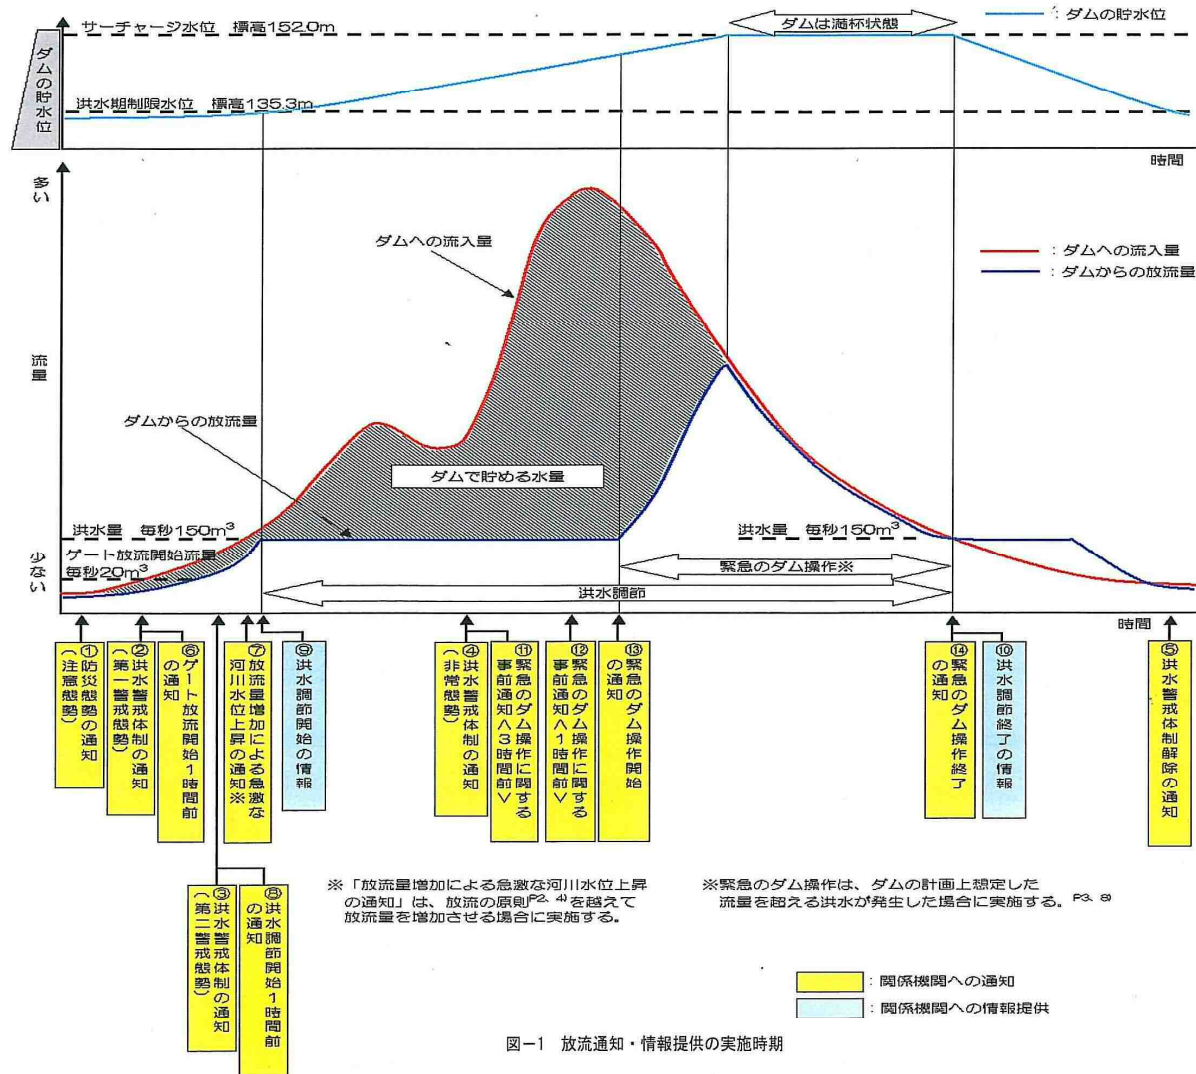 サーチャージ水位 標高152.0m
ダムは満杯状態
：ダムの貯水位
ダムの貯水位
洪水期制限水位 標高135.3m
時間
多い
ダムへの流入量
：ダムへの流入量
：ダムからの放流量
流量
ダムからの放流量
ダムで貯める水量
洪水量 毎秒150m³
洪水量 毎秒150m³
ゲート放流開始流量
毎秒20m³
少ない
緊急のダム操作※
洪水調節
時間
①防災態勢の通知
（注意態勢）
②洪水警戒体制の通知
（第一警戒態勢）
⑥ゲート放流開始1時間前
の通知
⑦放流量増加による急激な
河川水位上昇の通知※
⑨洪水調節開始の情報
④洪水警戒体制の通知
（非常態勢）
⑪緊急のダム操作に関する
事前通知＜3時間前＞
⑫緊急のダム操作に関する
事前通知＜1時間前＞
⑬緊急のダム操作開始
の通知
⑭緊急のダム操作終了
の通知
⑩洪水調節終了の情報
⑤洪水警戒体制解除の通知
③洪水警戒体制の通知
（第二警戒態勢）
⑧洪水調節開始1時間前
の通知
※「放流量増加による急激な河川水位上昇
の通知」は、放流の原則P2, 4)を越えて
放流量を増加させる場合に実施する。
※緊急のダム操作は、ダムの計画上想定した
流量を超える洪水が発生した場合に実施する。P3, 8)
：関係機関への通知
：関係機関への情報提供
図－1 放流通知・情報提供の実施時期